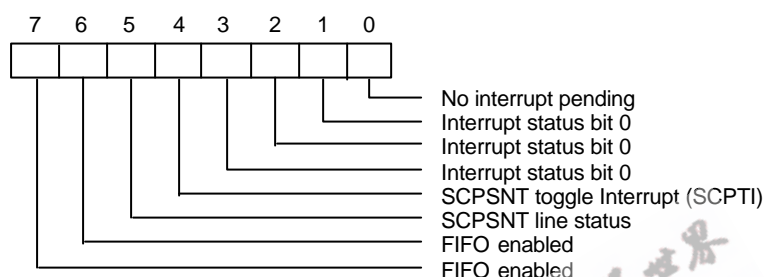 7 6 5 4 3 2 1 0
No interrupt pending
Interrupt status bit 0
Interrupt status bit 0
Interrupt status bit 0
SCPSNT toggle Interrupt (SCPTI)
SCPSNT line status
FIFO enabled
FIFO enabled